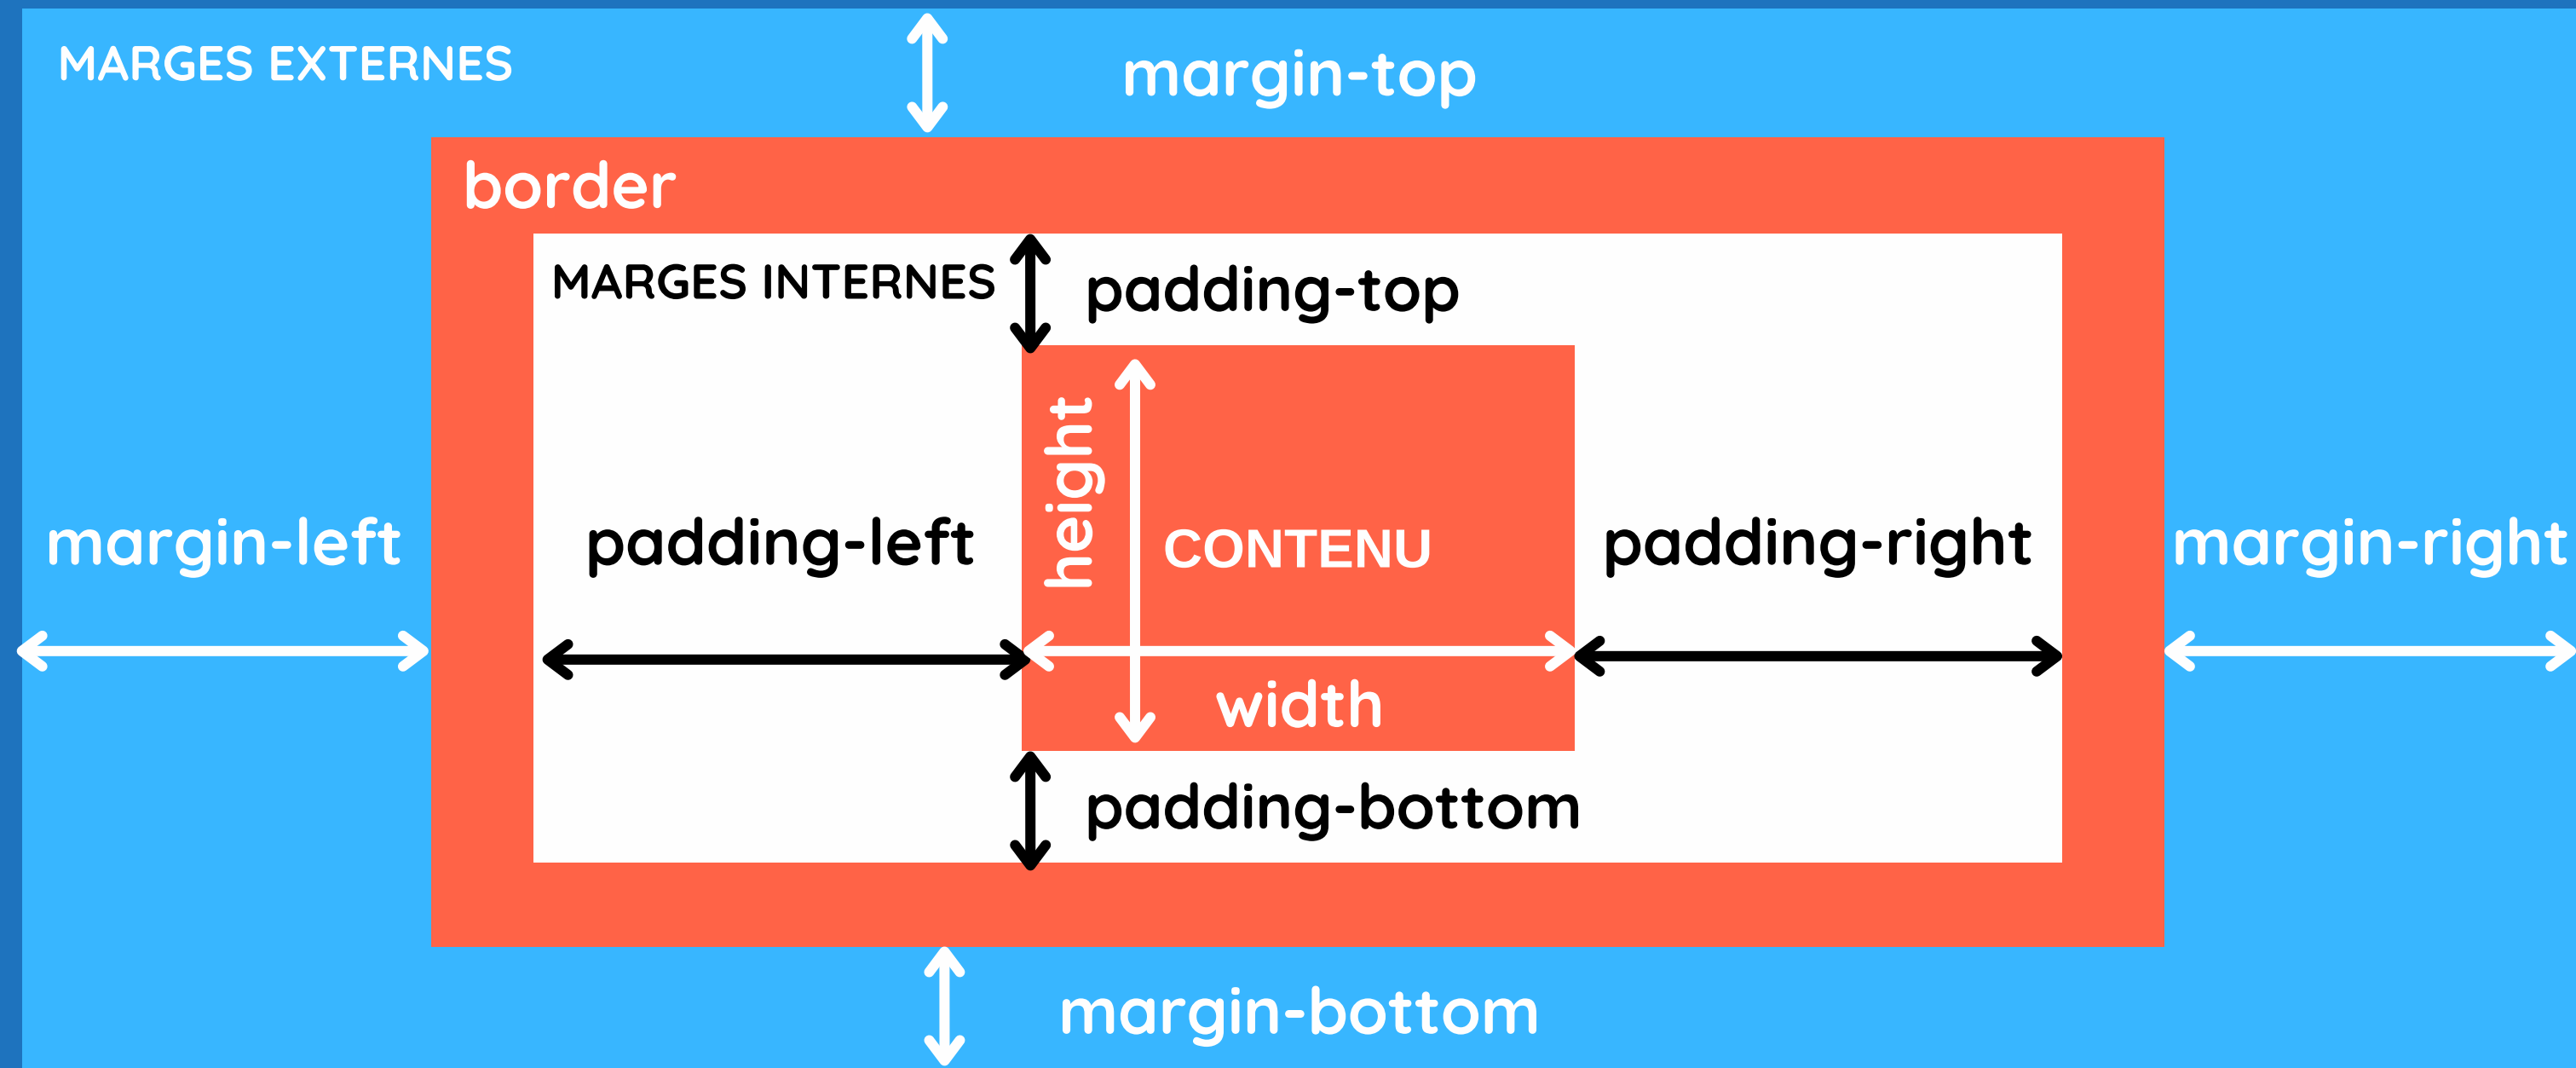 MARGES EXTERNES
margin-top
border
MARGES INTERNES
padding-top
height
margin-left
padding-left
CONTENU
padding-right
margin-right
width
padding-bottom
margin-bottom